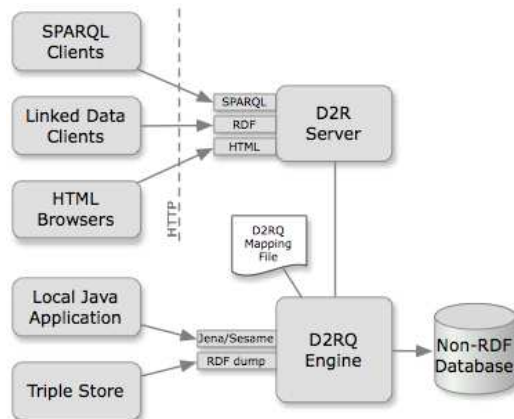 SPARQL
Clients
Linked Data
Clients
HTML
Browsers
HTTP
SPARQL
RDF
HTML
D2R
Server
D2RQ
Mapping
File
Local Java
Application
Triple Store
Jena/Sesame
RDF dump
D2RQ
Engine
Non-RDF
Database